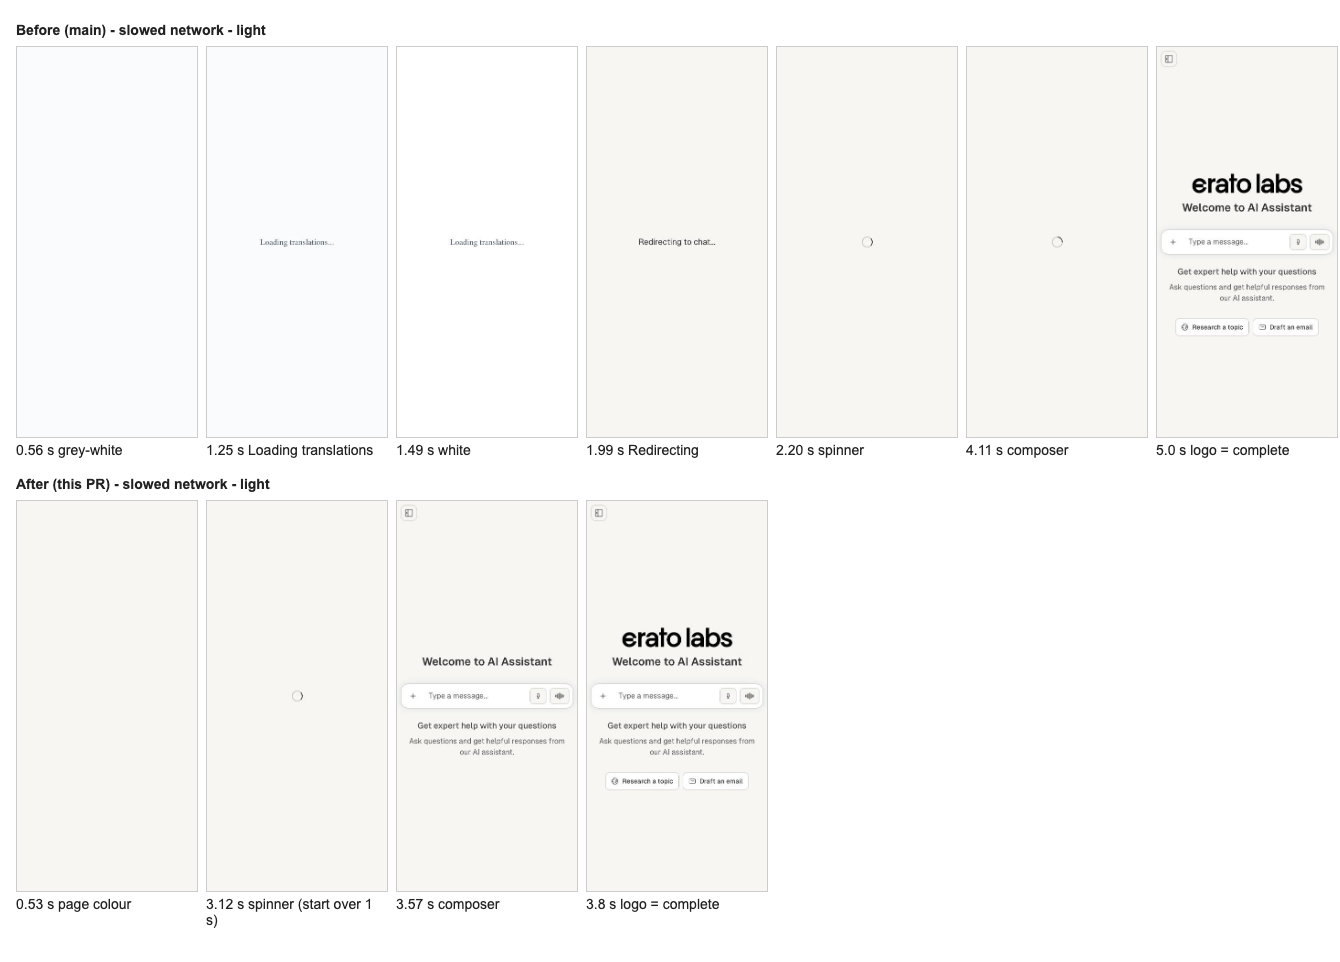 Before (main) - slowed network - light
Loading translations...
Loading translations...
Redirecting to chat...
erato labs
Welcome to AI Assistant
Type a message...
Get expert help with your questions
Ask questions and get helpful responses from
our AI assistant.
Research a topic
Draft an email
0.56 s grey-white
1.25 s Loading translations
1.49 s white
1.99 s Redirecting
2.20 s spinner
4.11 s composer
5.0 s logo = complete
After (this PR) - slowed network - light
Welcome to AI Assistant
Type a message...
Get expert help with your questions
Ask questions and get helpful responses from
our AI assistant.
erato labs
Welcome to AI Assistant
Type a message...
Get expert help with your questions
Ask questions and get helpful responses from
our AI assistant.
Research a topic
Draft an email
0.53 s page colour
3.12 s spinner (start over 1
s)
3.57 s composer
3.8 s logo = complete